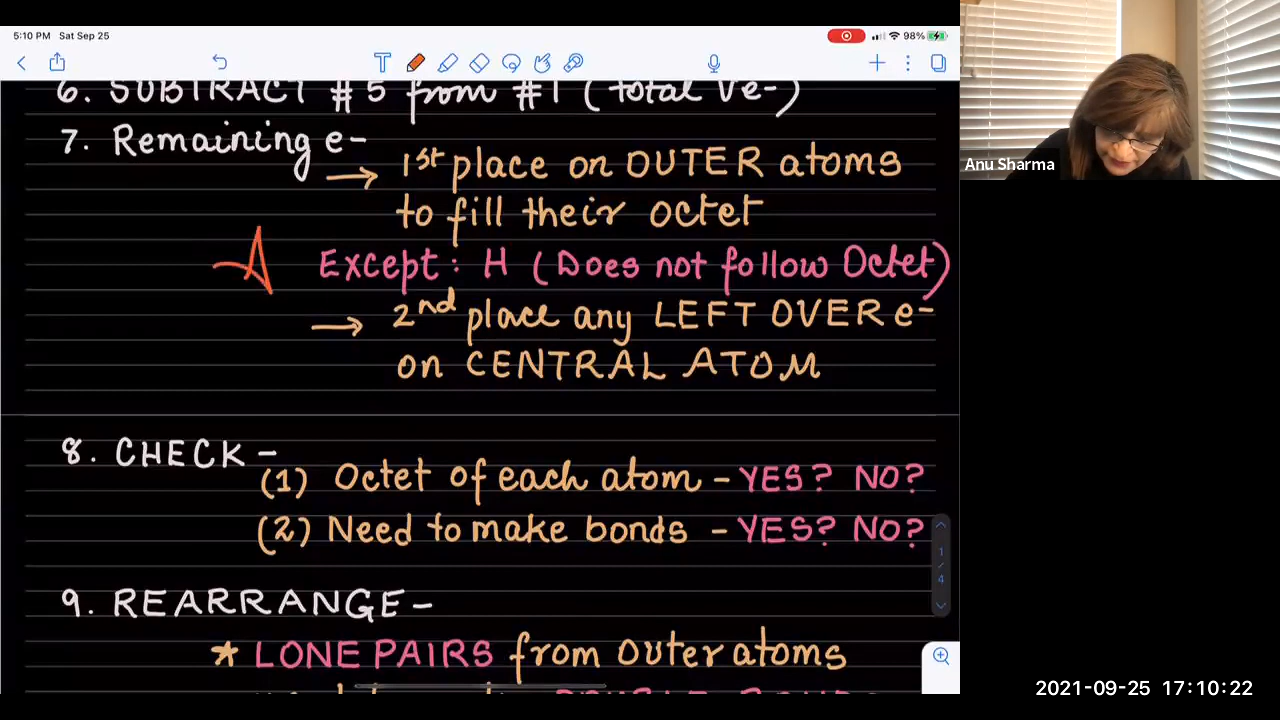 5:10 PM Sat Sep 25
98%
6. SUBTRACT #5 from #1 (total Ve-)
7. Remaining e-
→ 1st place on OUTER atoms
to fill their octet
Except: H (Does not follow Octet)
→ 2nd place any LEFT OVER e-
on CENTRAL ATOM
8. CHECK -
(1) Octet of each atom - YES? NO?
(2) Need to make bonds - YES? NO?
1
/
4
9. REARRANGE -
* LONE PAIRS from outer atoms
Anu Sharma
2021-09-25 17:10:22